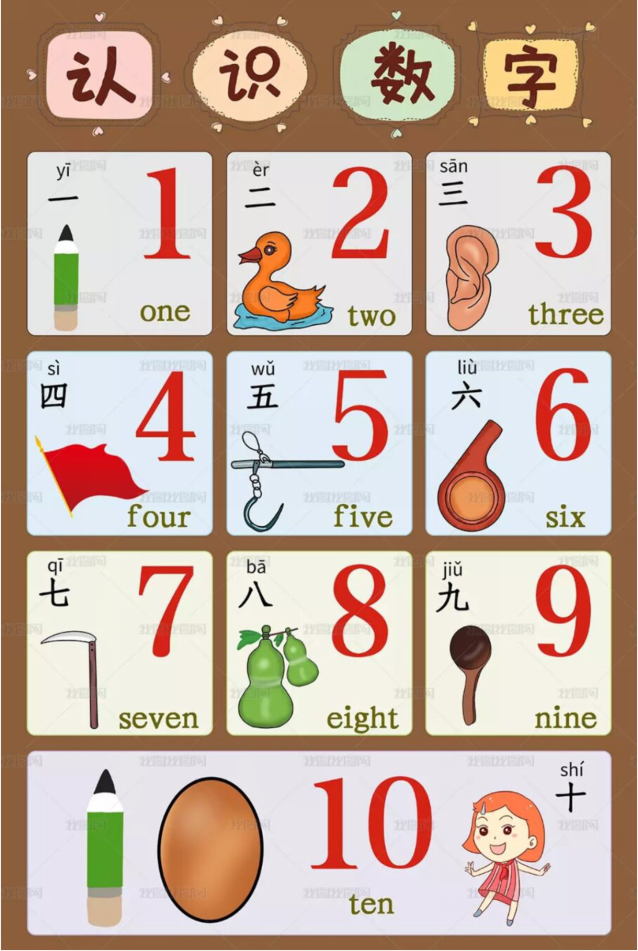 认识数字
yī
一
1
one
èr
二
2
two
sān
三
3
three
sì
四
4
four
wǔ
五
5
five
liù
六
6
six
qī
七
7
seven
bā
八
8
eight
jiǔ
九
9
nine
10
ten
shí
十